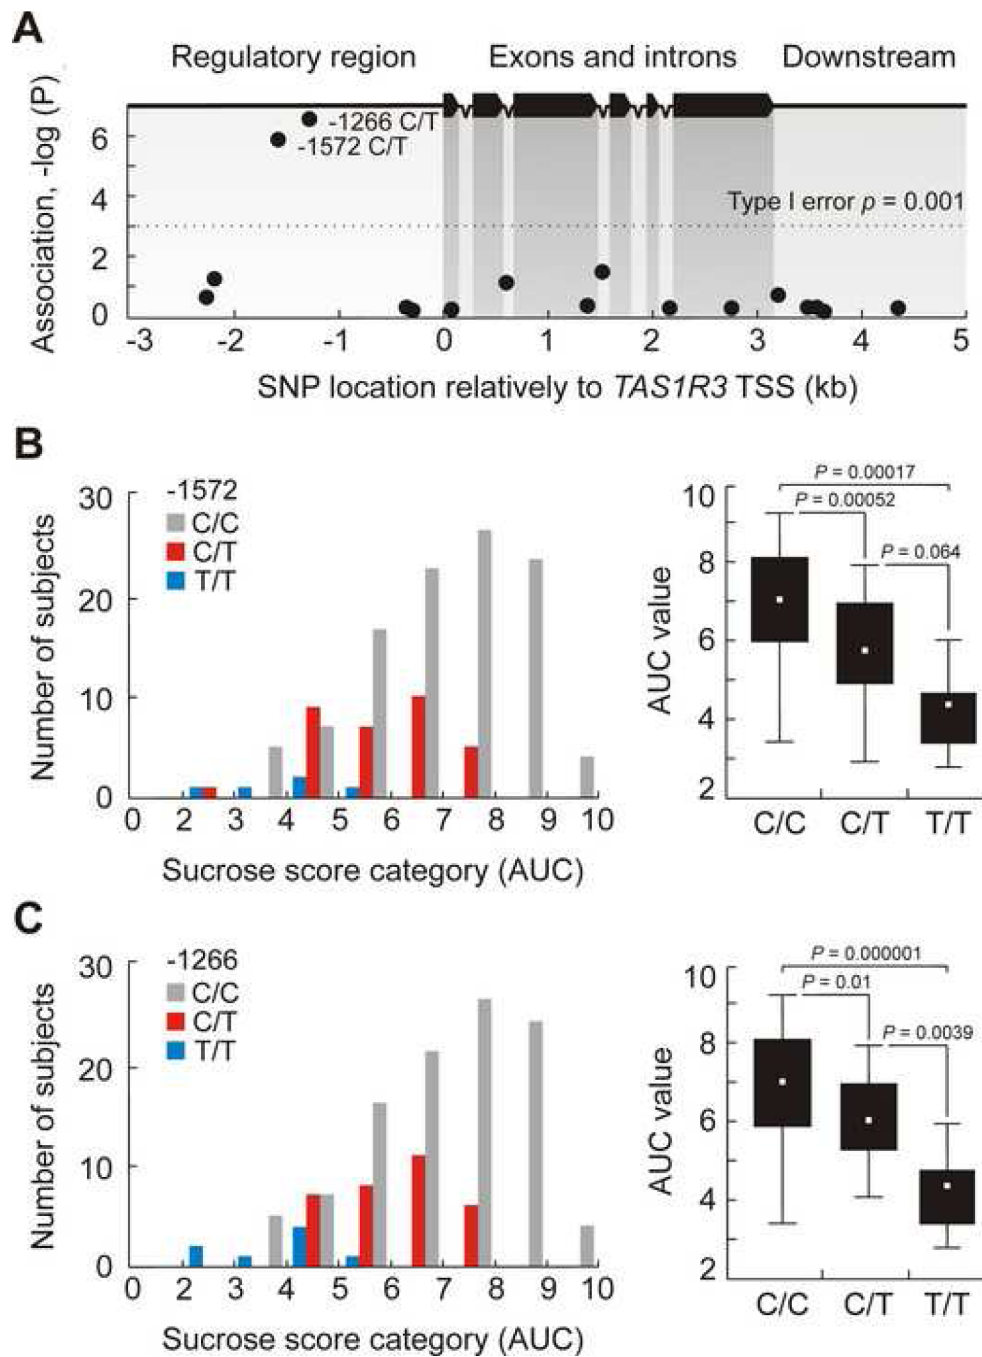 A
Regulatory region Exons and introns Downstream
Association, -log (P)
6
4
2
0
-1266 C/T
-1572 C/T
Type I error p = 0.001
-3 -2 -1 0 1 2 3 4 5
SNP location relatively to TAS1R3 TSS (kb)
B
Number of subjects
30
20
10
0
-1572
C/C
C/T
T/T
0 2 3 4 5 6 7 8 9 10
Sucrose score category (AUC)
AUC value
10
8
6
4
2
P = 0.00017
P = 0.00052
P = 0.064
C/C C/T T/T
C
Number of subjects
30
20
10
0
-1266
C/C
C/T
T/T
0 2 3 4 5 6 7 8 9 10
Sucrose score category (AUC)
AUC value
10
8
6
4
2
P = 0.000001
P = 0.01
P = 0.0039
C/C C/T T/T